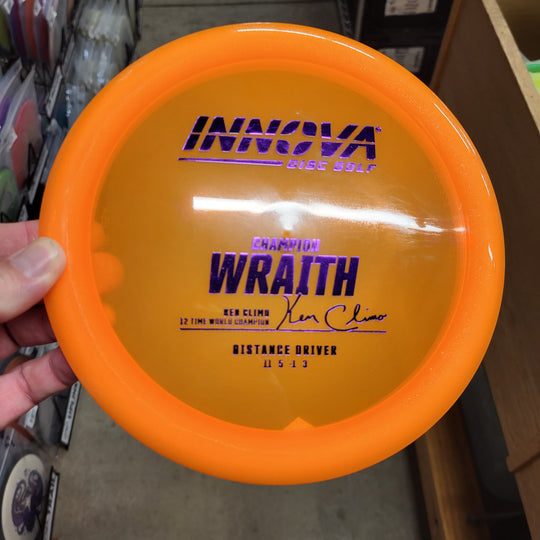 INNOVA
DISC GOLF
CHAMPION
WRAITH
KEN CLIMO
12 TIME WORLD CHAMPION
Ken Climo
DISTANCE DRIVER
11 5 -1 3